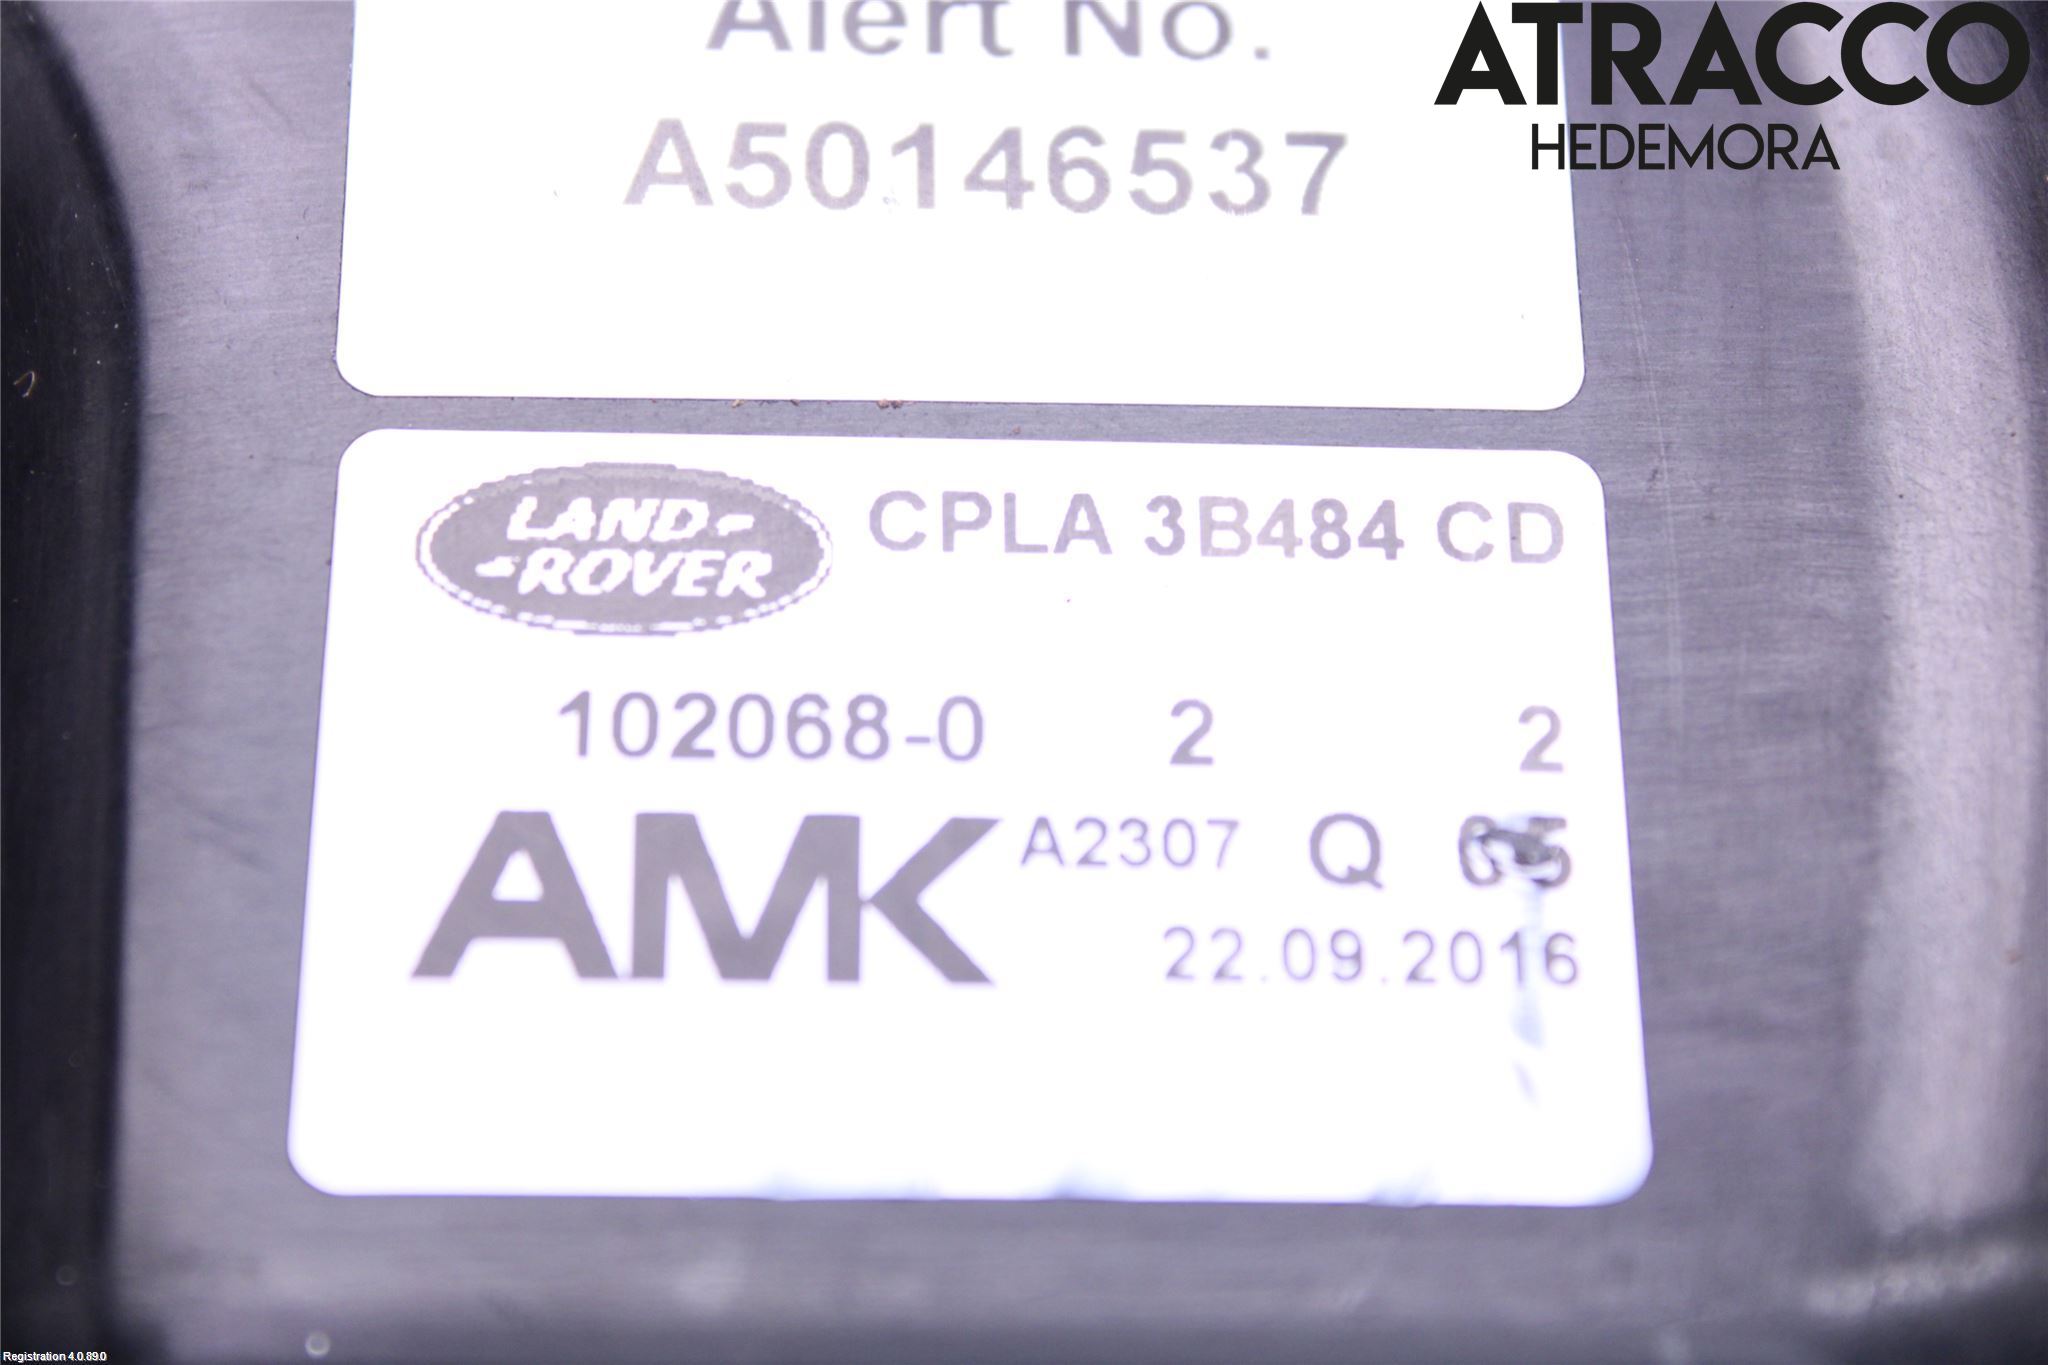 ATRACCO
HEDEMORA
Alert No.
A50146537
LAND
ROVER
CPLA 3B484 CD
102068-0 2 2
AMK
A2307 Q
22.09.2016
Registration 4.0.89.0